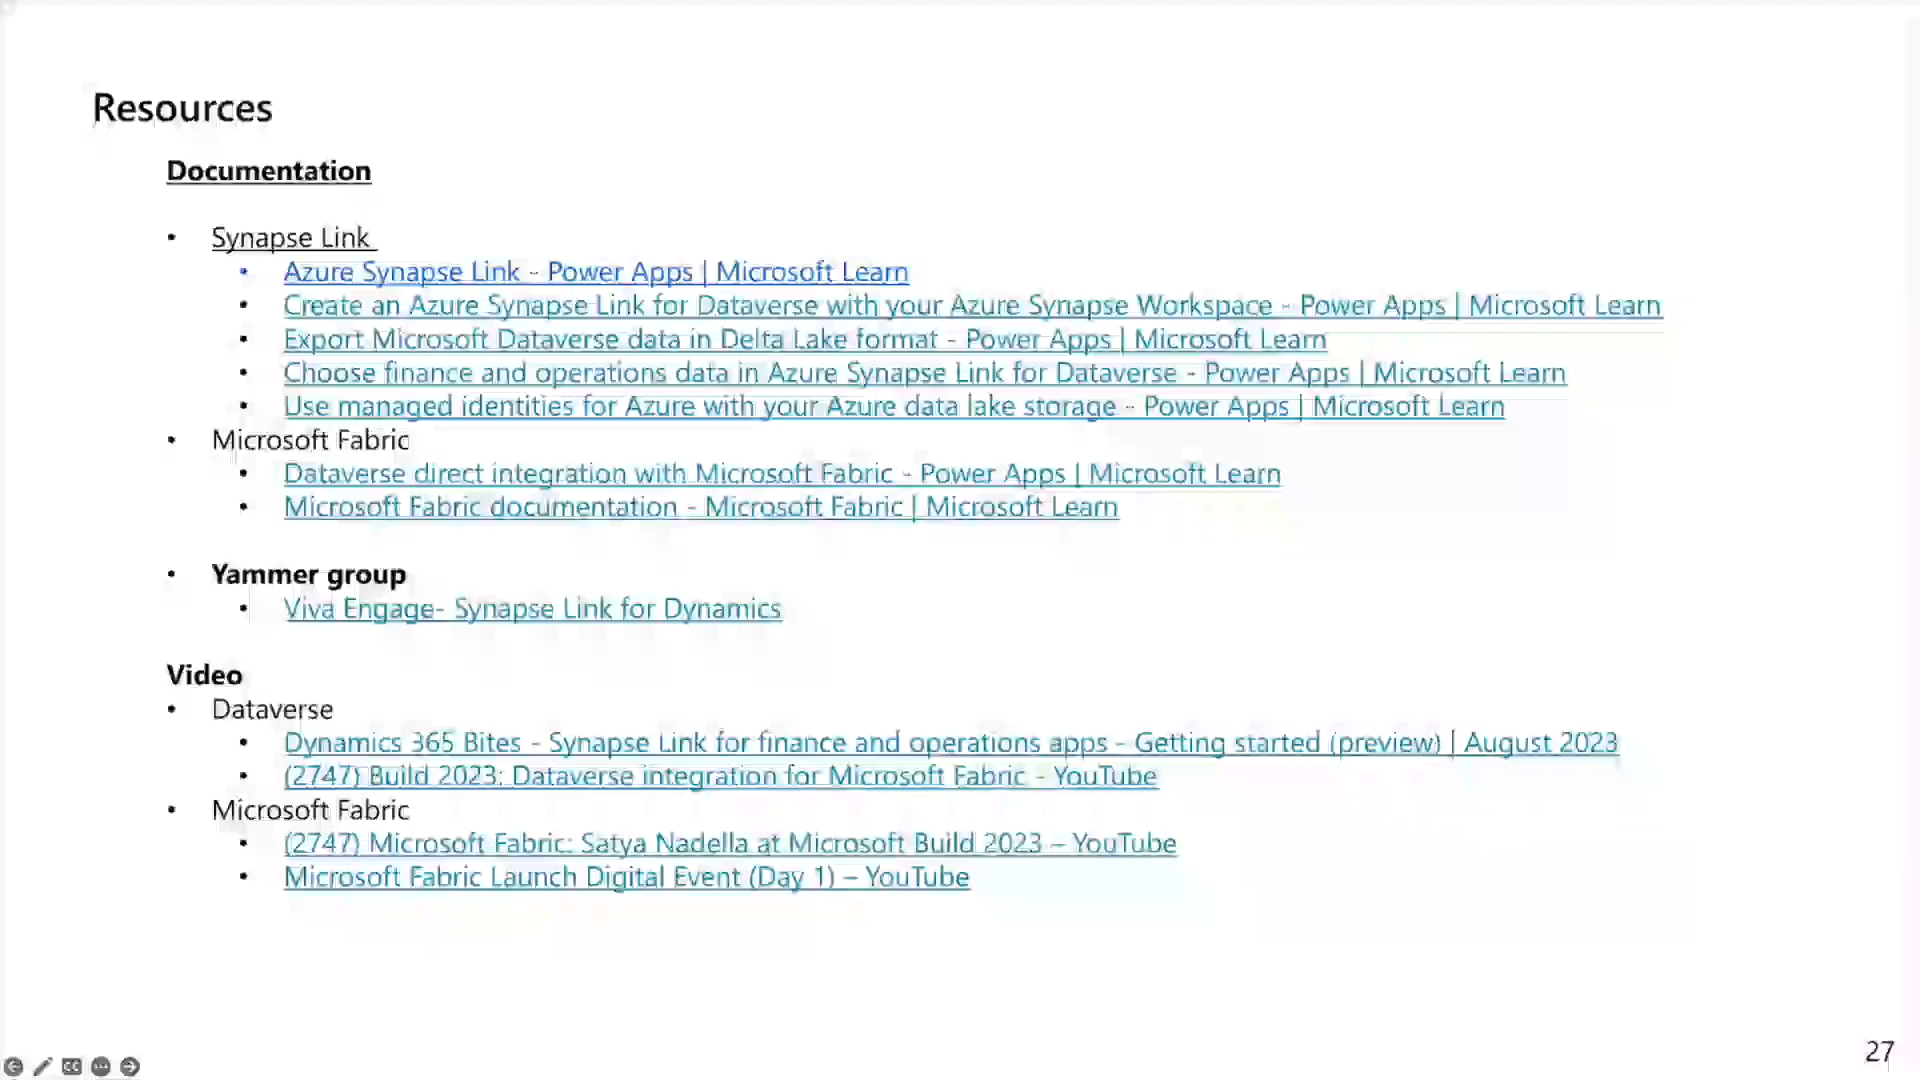 Resources
Documentation
• Synapse Link
• Azure Synapse Link - Power Apps | Microsoft Learn
• Create an Azure Synapse Link for Dataverse with your Azure Synapse Workspace - Power Apps | Microsoft Learn
• Export Microsoft Dataverse data in Delta Lake format - Power Apps | Microsoft Learn
• Choose finance and operations data in Azure Synapse Link for Dataverse - Power Apps | Microsoft Learn
• Use managed identities for Azure with your Azure data lake storage - Power Apps | Microsoft Learn
• Microsoft Fabric
• Dataverse direct integration with Microsoft Fabric - Power Apps | Microsoft Learn
• Microsoft Fabric documentation - Microsoft Fabric | Microsoft Learn
• Yammer group
• Viva Engage- Synapse Link for Dynamics
Video
• Dataverse
• Dynamics 365 Bites - Synapse Link for finance and operations apps - Getting started (preview) | August 2023
• (2747) Build 2023: Dataverse integration for Microsoft Fabric - YouTube
• Microsoft Fabric
• (2747) Microsoft Fabric: Satya Nadella at Microsoft Build 2023 – YouTube
• Microsoft Fabric Launch Digital Event (Day 1) – YouTube
CC
27